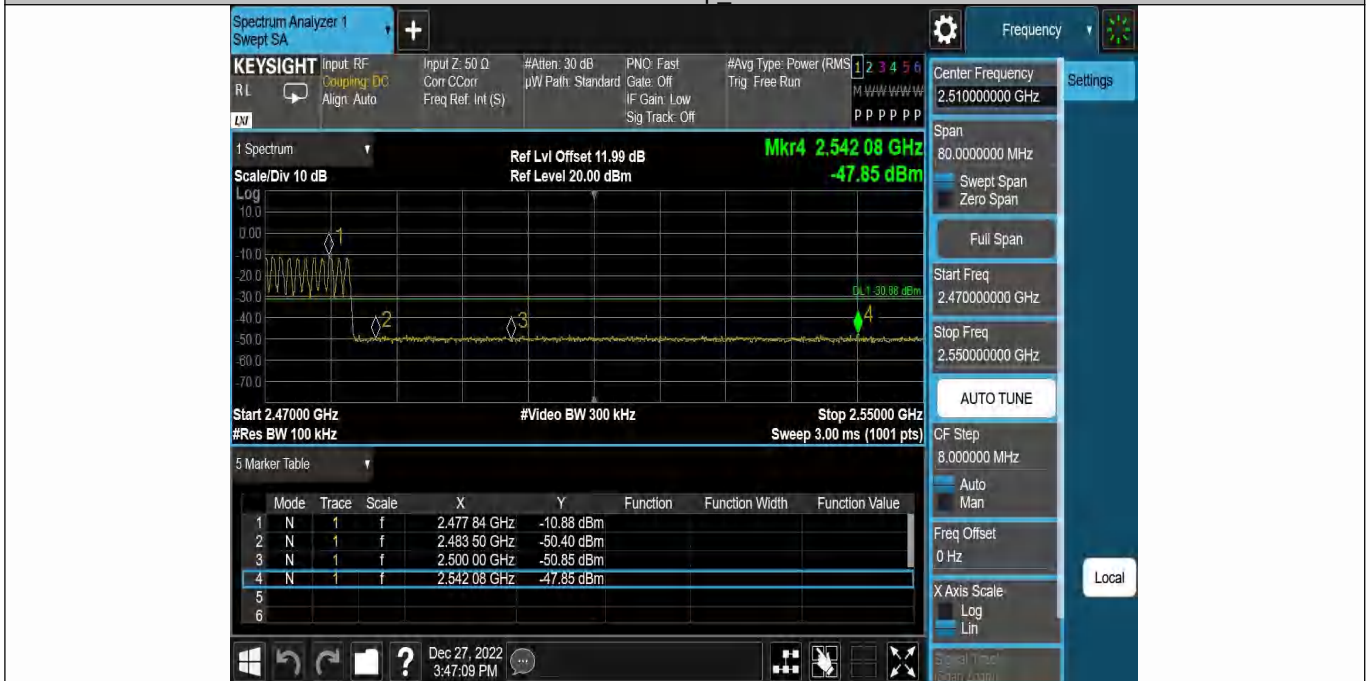 Spectrum Analyzer 1
Swept SA
+
Frequency
KEYSIGHT
RL
LXI
Input: RF
Coupling: DC
Align: Auto
Input Z: 50 Ω
Corr CCorr
Freq Ref: Int (S)
#Atten: 30 dB
µW Path: Standard
PNO: Fast
Gate: Off
IF Gain: Low
Sig Track: Off
#Avg Type: Power (RMS
Trig: Free Run
1 2 3 4 5 6
M W W W W W
P P P P P P
Center Frequency
2.510000000 GHz
Settings
1 Spectrum
Scale/Div 10 dB
Ref Lvl Offset 11.99 dB
Ref Level 20.00 dBm
Mkr4 2.542 08 GHz
-47.85 dBm
Span
80.0000000 MHz
Swept Span
Zero Span
Full Span
Start Freq
2.470000000 GHz
Stop Freq
2.550000000 GHz
AUTO TUNE
CF Step
8.000000 MHz
Auto
Man
Freq Offset
0 Hz
X Axis Scale
Log
Lin
Signal Track
(Span Zoom)
Local
Log
10.0
0.00
-10.0
-20.0
-30.0
-40.0
-50.0
-60.0
-70.0
1
2
3
4
DL1 -30.88 dBm
Start 2.47000 GHz
#Video BW 300 kHz
Stop 2.55000 GHz
#Res BW 100 kHz
Sweep 3.00 ms (1001 pts)
5 Marker Table
Mode Trace Scale X Y Function Function Width Function Value
1 N 1 f 2.477 84 GHz -10.88 dBm
2 N 1 f 2.483 50 GHz -50.40 dBm
3 N 1 f 2.500 00 GHz -50.85 dBm
4 N 1 f 2.542 08 GHz -47.85 dBm
5
6
?
Dec 27, 2022
3:47:09 PM